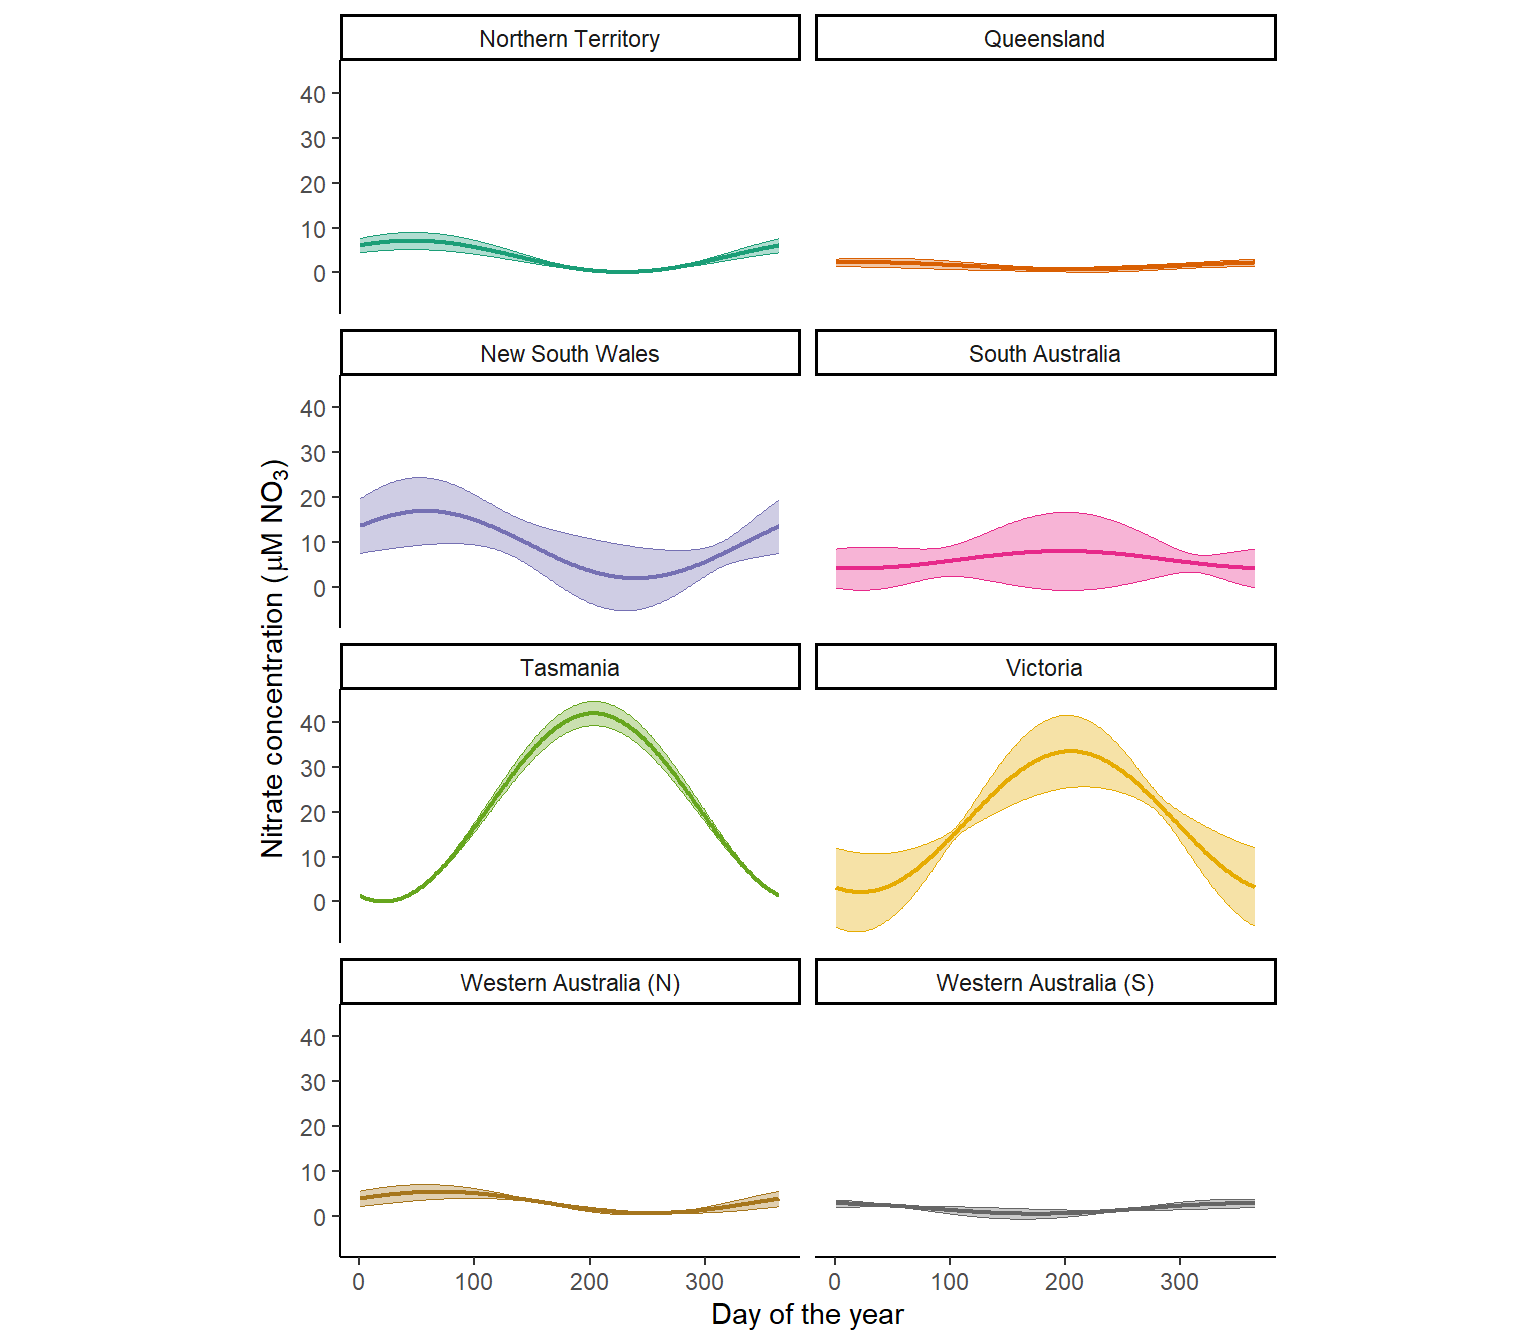 Northern Territory
Queensland
40
30
20
10
0
New South Wales
South Australia
40
30
20
10
0
Tasmania
Victoria
40
30
20
10
0
Western Australia (N)
Western Australia (S)
40
30
20
10
0
0 100 200 300
0 100 200 300
Day of the year
Nitrate concentration (μM NO₃)